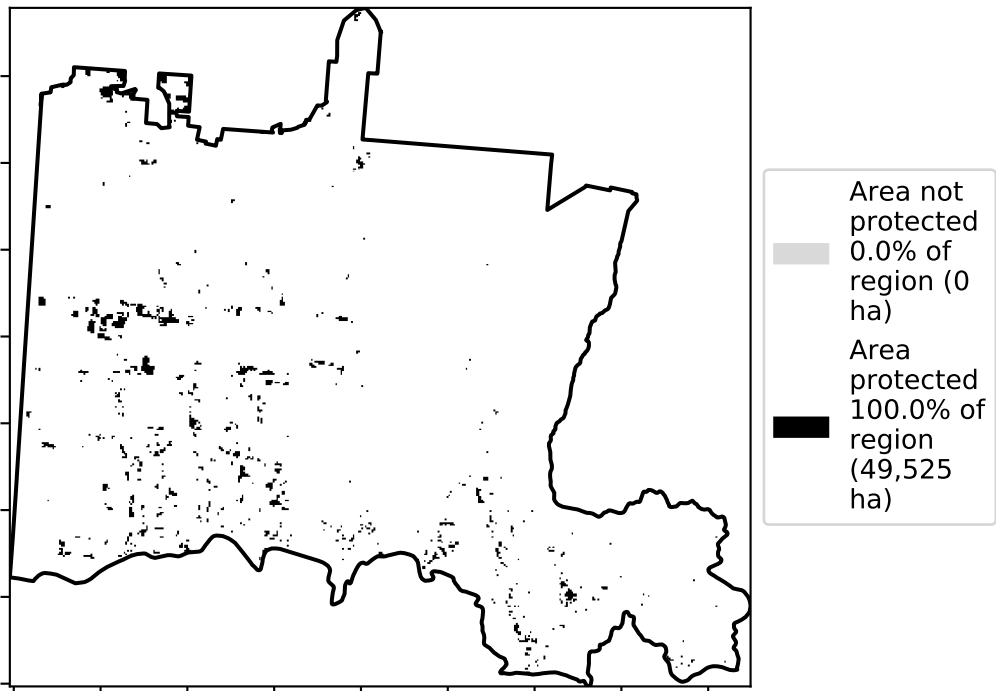 Area not
protected
0.0% of
region (0
ha)
Area
protected
100.0% of
region
(49,525
ha)